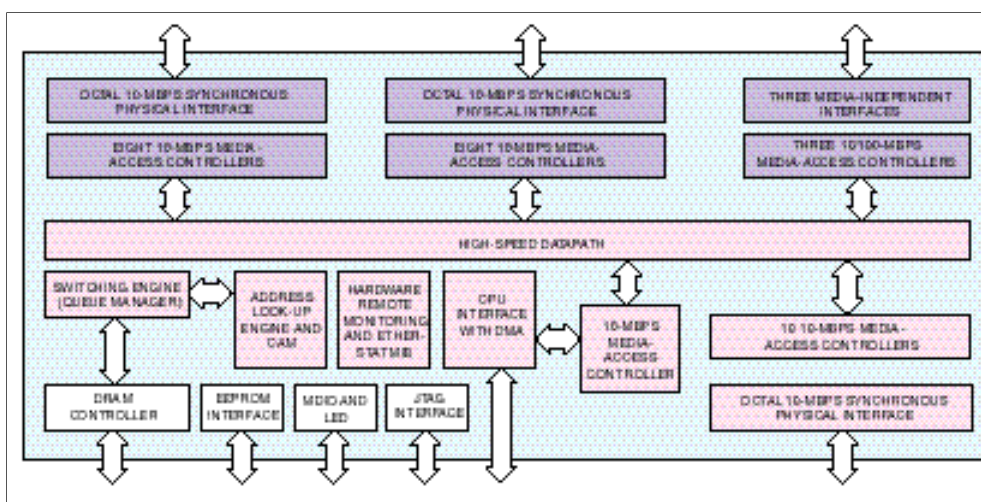 OCTAL 10-MBPS SYNCHRONOUS
PHYSICAL INTERFACE
OCTAL 10-MBPS SYNCHRONOUS
PHYSICAL INTERFACE
THREE MEDIA-INDEPENDENT
INTERFACES
EIGHT 10-MBPS MEDIA-
ACCESS CONTROLLERS
EIGHT 10-MBPS MEDIA-
ACCESS CONTROLLERS
THREE 10/100-MBPS
MEDIA-ACCESS CONTROLLERS
HIGH-SPEED DATAPATH
SWITCHING ENGINE
(QUEUE MANAGER)
ADDRESS
LOOK-UP
ENGINE AND
CAM
HARDWARE
REMOTE
MONITORING
AND ETHER-
STAT MIB
CPU
INTERFACE
WITH DMA
10-MBPS
MEDIA-
ACCESS
CONTROLLER
10 10-MBPS MEDIA-
ACCESS CONTROLLERS
DRAM
CONTROLLER
EEPROM
INTERFACE
MDIO AND
LED
JTAG
INTERFACE
OCTAL 10-MBPS SYNCHRONOUS
PHYSICAL INTERFACE